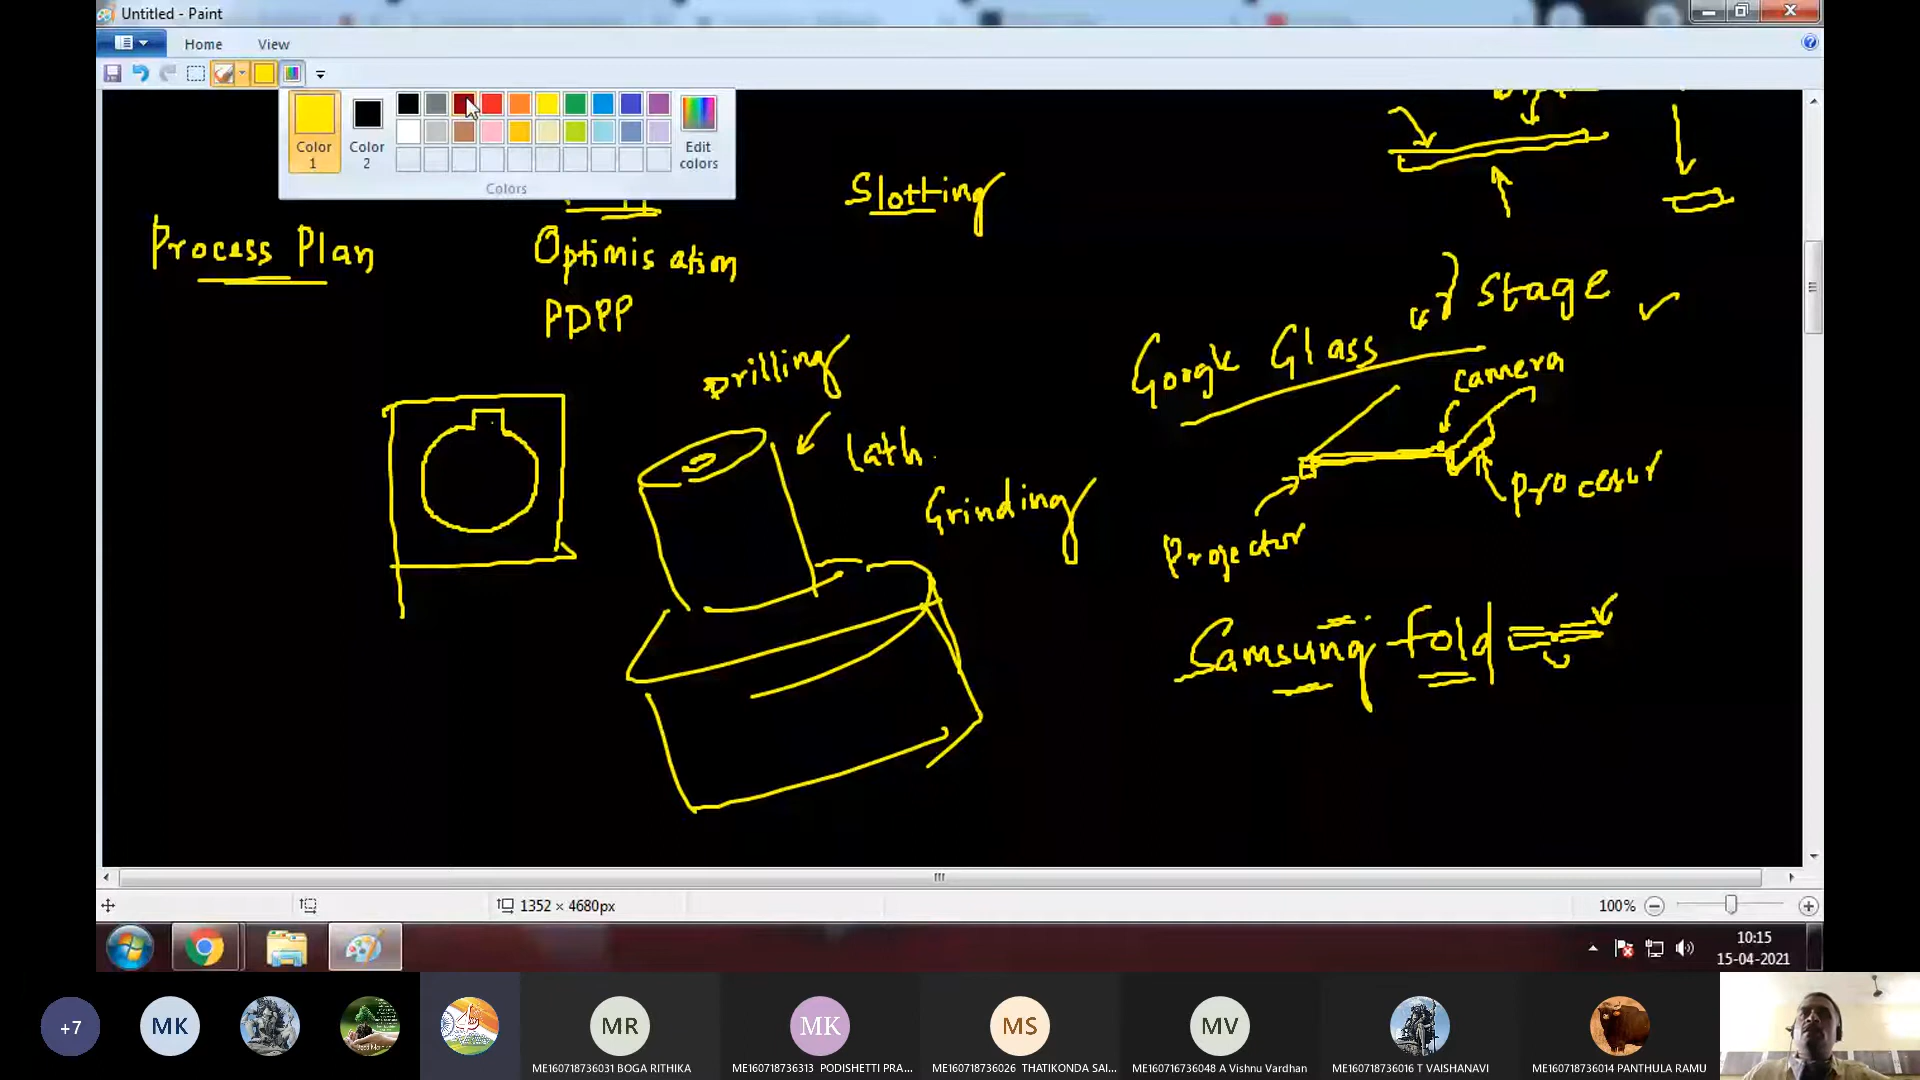 Untitled - Paint
Home View
Color 1
Color 2
Edit colors
Colors
Slotting
Process Plan
Optimisation
PDPP
Drilling
lath
Grinding
Stage
Google Glass
camera
Processor
Projector
Samsung Fold
1352 × 4680px
100%
10:15
15-04-2021
+7
MK
MR
MK
MS
MV
ME160718736031 BOGA RITHIKA
ME160718736313 PODISHETTI PRA...
ME160718736026 THATIKONDA SAI...
ME160716736048 A Vishnu Vardhan
ME160718736016 T VAISHANAVI
ME160718736014 PANTHULA RAMU